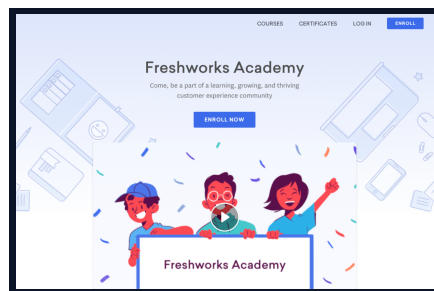 COURSES CERTIFICATES LOG IN ENROLL
Freshworks Academy
Come, be a part of a learning, growing, and thriving
customer experience community
ENROLL NOW
Freshworks Academy